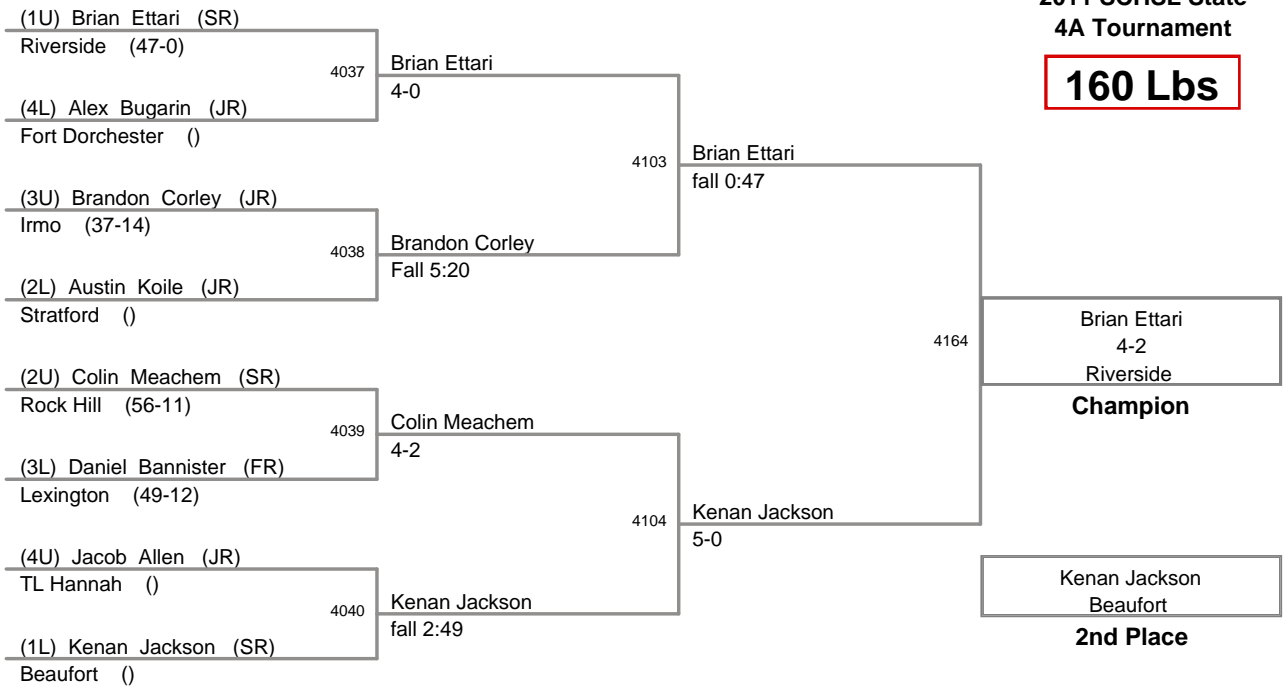 2011 SCHSL State
4A Tournament
160 Lbs
(1U) Brian Ettari (SR)
Riverside (47-0)
4037
Brian Ettari
4-0
(4L) Alex Bugarin (JR)
Fort Dorchester ()
4103
Brian Ettari
fall 0:47
(3U) Brandon Corley (JR)
Irmo (37-14)
4038
Brandon Corley
Fall 5:20
(2L) Austin Koile (JR)
Stratford ()
4164
Brian Ettari
4-2
Riverside
Champion
(2U) Colin Meachem (SR)
Rock Hill (56-11)
4039
Colin Meachem
4-2
(3L) Daniel Bannister (FR)
Lexington (49-12)
4104
Kenan Jackson
5-0
(4U) Jacob Allen (JR)
TL Hannah ()
4040
Kenan Jackson
fall 2:49
(1L) Kenan Jackson (SR)
Beaufort ()
Kenan Jackson
Beaufort
2nd Place